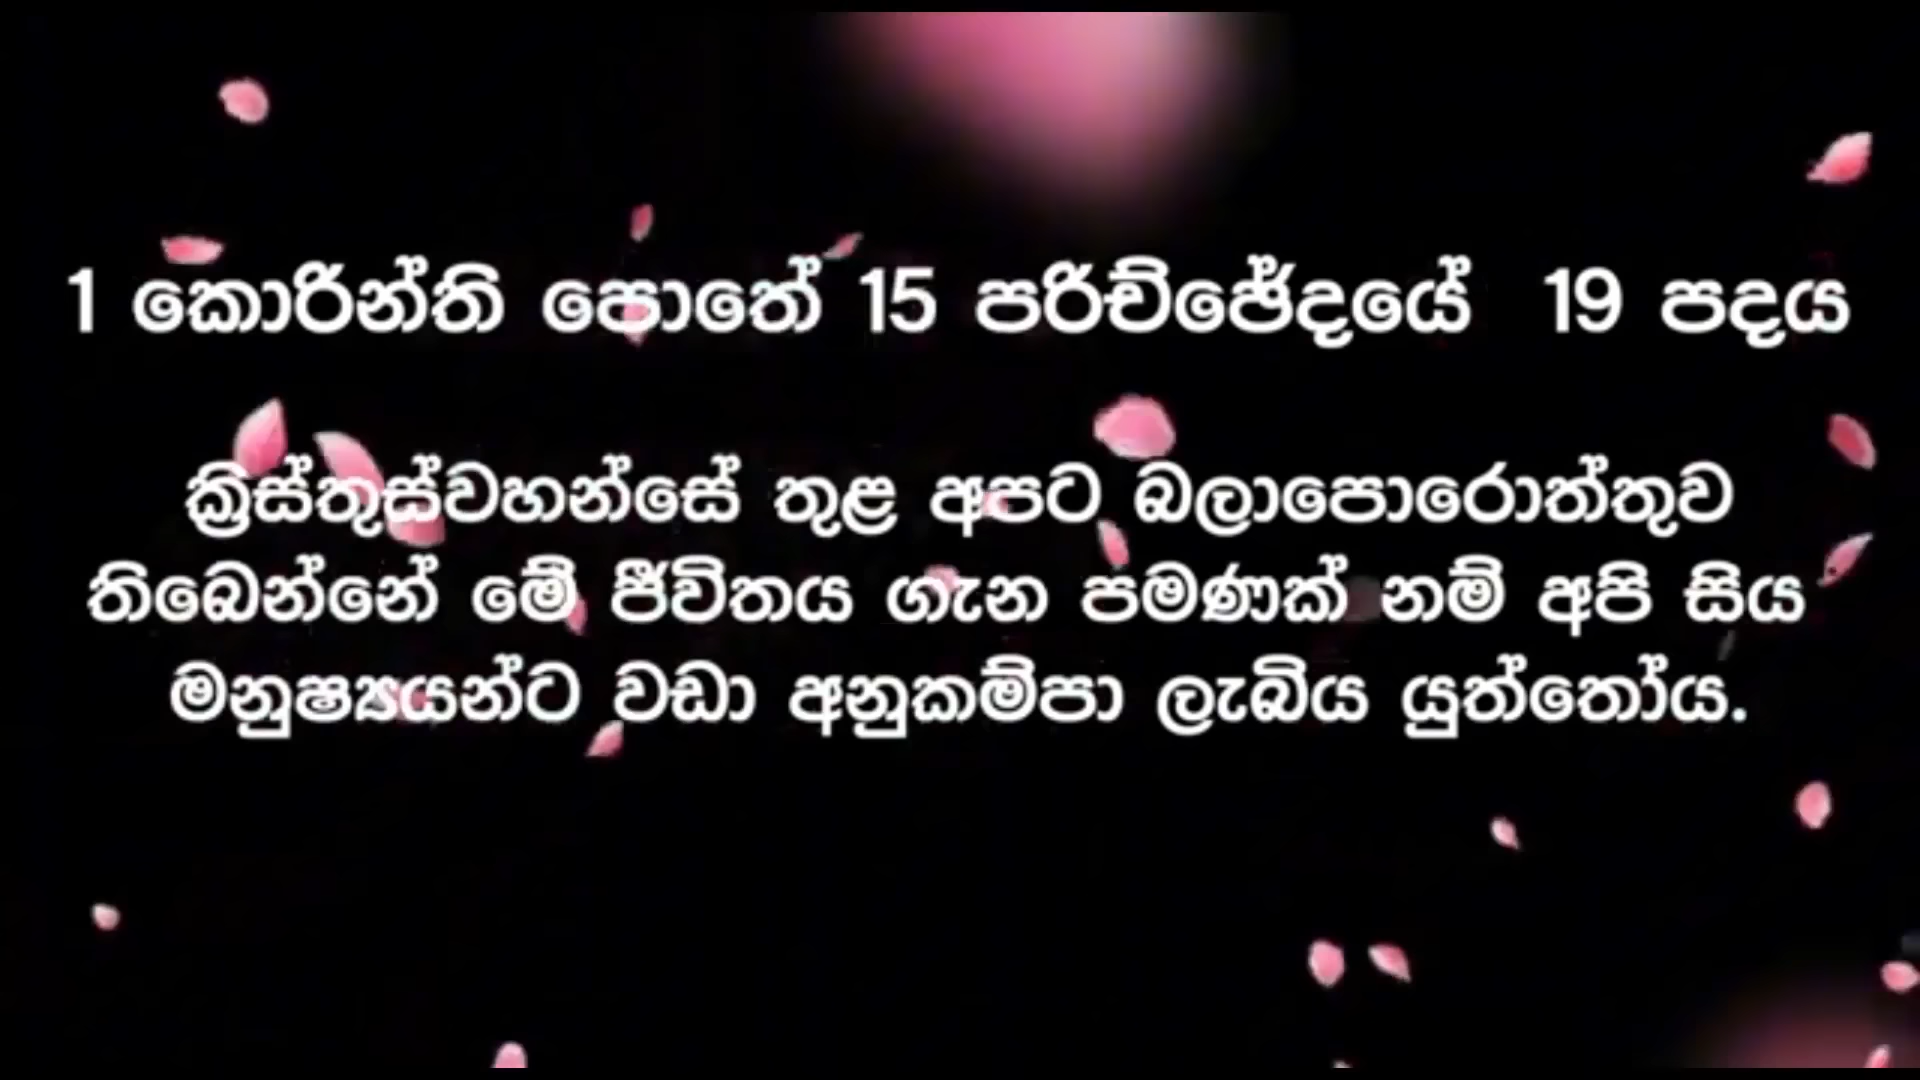 1 කොරින්ති පොතේ 15 පරිච්ඡේදයේ 19 පදය
ක්‍රිස්තුස්වහන්සේ තුළ අපට බලාපොරොත්තුව
තිබෙන්නේ මේ ජීවිතය ගැන පමණක් නම් අපි සිය
මනුෂ්‍යයන්ට වඩා අනුකම්පා ලැබිය යුත්තෝය.